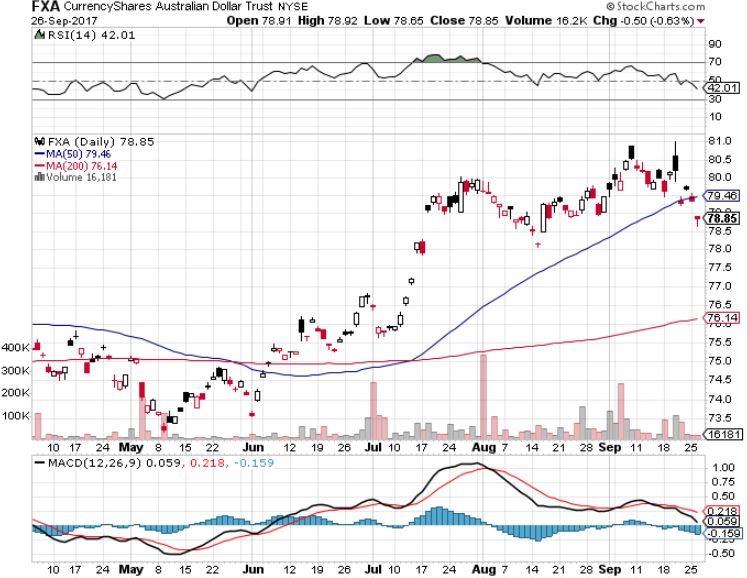 FXA CurrencyShares Australian Dollar Trust NYSE © StockCharts.com
26-Sep-2017 Open 78.91 High 78.92 Low 78.65 Close 78.85 Volume 16.2K Chg -0.50 (-0.63%)
RSI(14) 42.01
90
70
50
42.01
30
10
FXA (Daily) 78.85
MA(50) 79.46
MA(200) 76.14
Volume 16,181
81.0
80.5
80.0
79.46
79.0
78.85
78.5
78.0
77.5
77.0
76.5
76.14
75.5
75.0
74.5
74.0
73.5
400K
300K
200K
100K
16181
10 17 24 May 8 15 22 Jun 12 19 26 Jul 10 17 24 Aug 7 14 21 28 Sep 11 18 25
MACD(12,26,9) 0.059, 0.218, -0.159
1.00
0.75
0.50
0.218
0.059
-0.159
-0.50
10 17 24 May 8 15 22 Jun 12 19 26 Jul 10 17 24 Aug 7 14 21 28 Sep 11 18 25